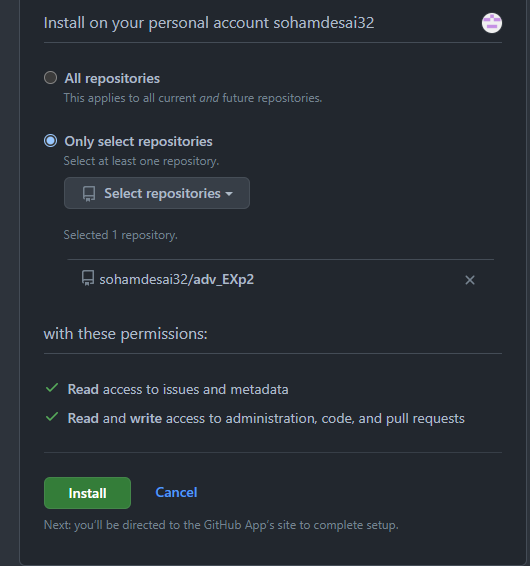 Install on your personal account sohamdesai32
All repositories
This applies to all current and future repositories.
Only select repositories
Select at least one repository.
Select repositories
Selected 1 repository.
sohamdesai32/adv_EXp2
with these permissions:
Read access to issues and metadata
Read and write access to administration, code, and pull requests
Install Cancel
Next: you'll be directed to the GitHub App's site to complete setup.